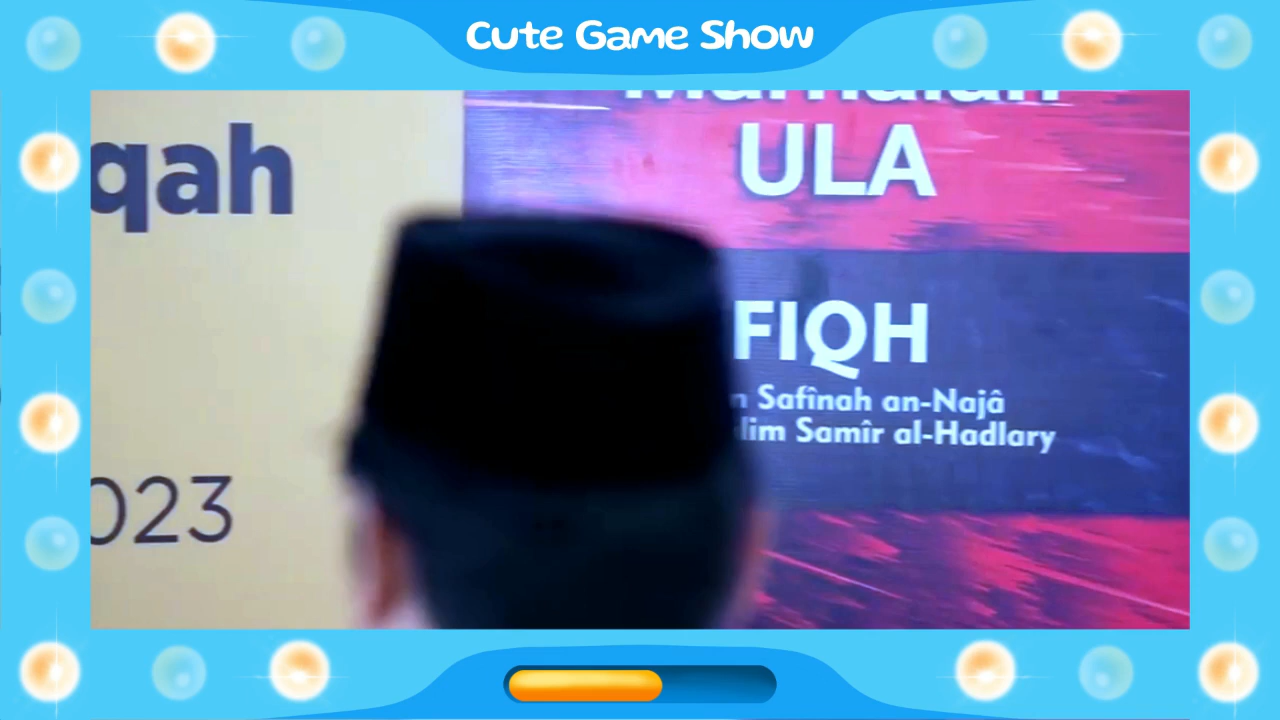 Cute Game Show
qah
023
ULA
FIQH
Safînah an-Najâ
Samîr al-Hadlary